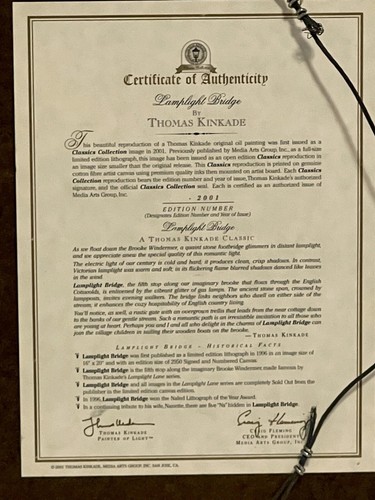 Certificate of Authenticity
Lamplight Bridge
BY
THOMAS KINKADE
This beautiful reproduction of a Thomas Kinkade original oil painting was first issued as a
Classics Collection image in 2001. Previously published by Media Arts Group, Inc., as a full-size
limited edition lithograph, this image has been issued as an open edition Classics reproduction in
an image size smaller than the original. This Classics reproduction is printed on genuine
cotton fibre artist canvas using premium quality inks then mounted on artist board. Each Classics
Collection reproduction bears the edition number and year of issue, Thomas Kinkade's authorized
signature, and the official Classics Collection seal. Each is certified as an authorized issue of
Media Arts Group, Inc.
- 2001
EDITION NUMBER
(Designates Edition Number and Year of Issue)
Lamplight Bridge
A THOMAS KINKADE CLASSIC
As we float down the Brooke Windermere, a quaint stone footbridge glimmers in distant lamplight,
and we appreciate anew the special quality of this romantic light.
The electric light of our century is cold and hard; it produces clean, crisp shadows. In contrast,
Victorian lamplight was warm and soft; in its flickering flame blurred shadows danced like leaves
in the wind.
Lamplight Bridge, the fifth stop along our imaginary brooke that flows through the English
Cotswolds, is enlivened by the vibrant glitter of gas lamps. The ancient stone span, crowned by
lampposts, invites evening walkers. The bridge links neighbors who dwell on either side of the
stream; it enhances the cozy hospitality of English country living.
You'll notice, as well, a rustic gate with an overgrown trellis that leads from the near cottage down
to the banks of our gentle stream. Such a romantic path is an irresistible invitation to all those who
are young at heart. Perhaps you and I and all who delight in the charms of Lamplight Bridge can
join the village children in sailing their wooden boats on the brooke.
—THOMAS KINKADE
LAMPLIGHT BRIDGE – HISTORICAL FACTS
Lamplight Bridge was first published as a limited edition lithograph in 1996 in an image size of
16" x 20" and with an edition size of 2950 Signed and Numbered Canvas.
Lamplight Bridge is the fifth stop along the imaginary Brooke Windermere, made famous by
Thomas Kinkade's Lamplight Lane series.
Lamplight Bridge and all images in the Lamplight Lane series are completely Sold Out from the
publisher in the limited edition canvas edition.
In 1996, Lamplight Bridge won the Nalled Lithograph of the Year Award.
In a continuing tribute to his wife, Nanette, there are five "Ns" hidden in Lamplight Bridge.
THOMAS KINKADE
PAINTER OF LIGHT™
Craig Fleming
CRAIG FLEMING
CEO AND PRESIDENT
MEDIA ARTS GROUP, INC.
© 2001 THOMAS KINKADE, MEDIA ARTS GROUP, INC. SAN JOSE, CA.